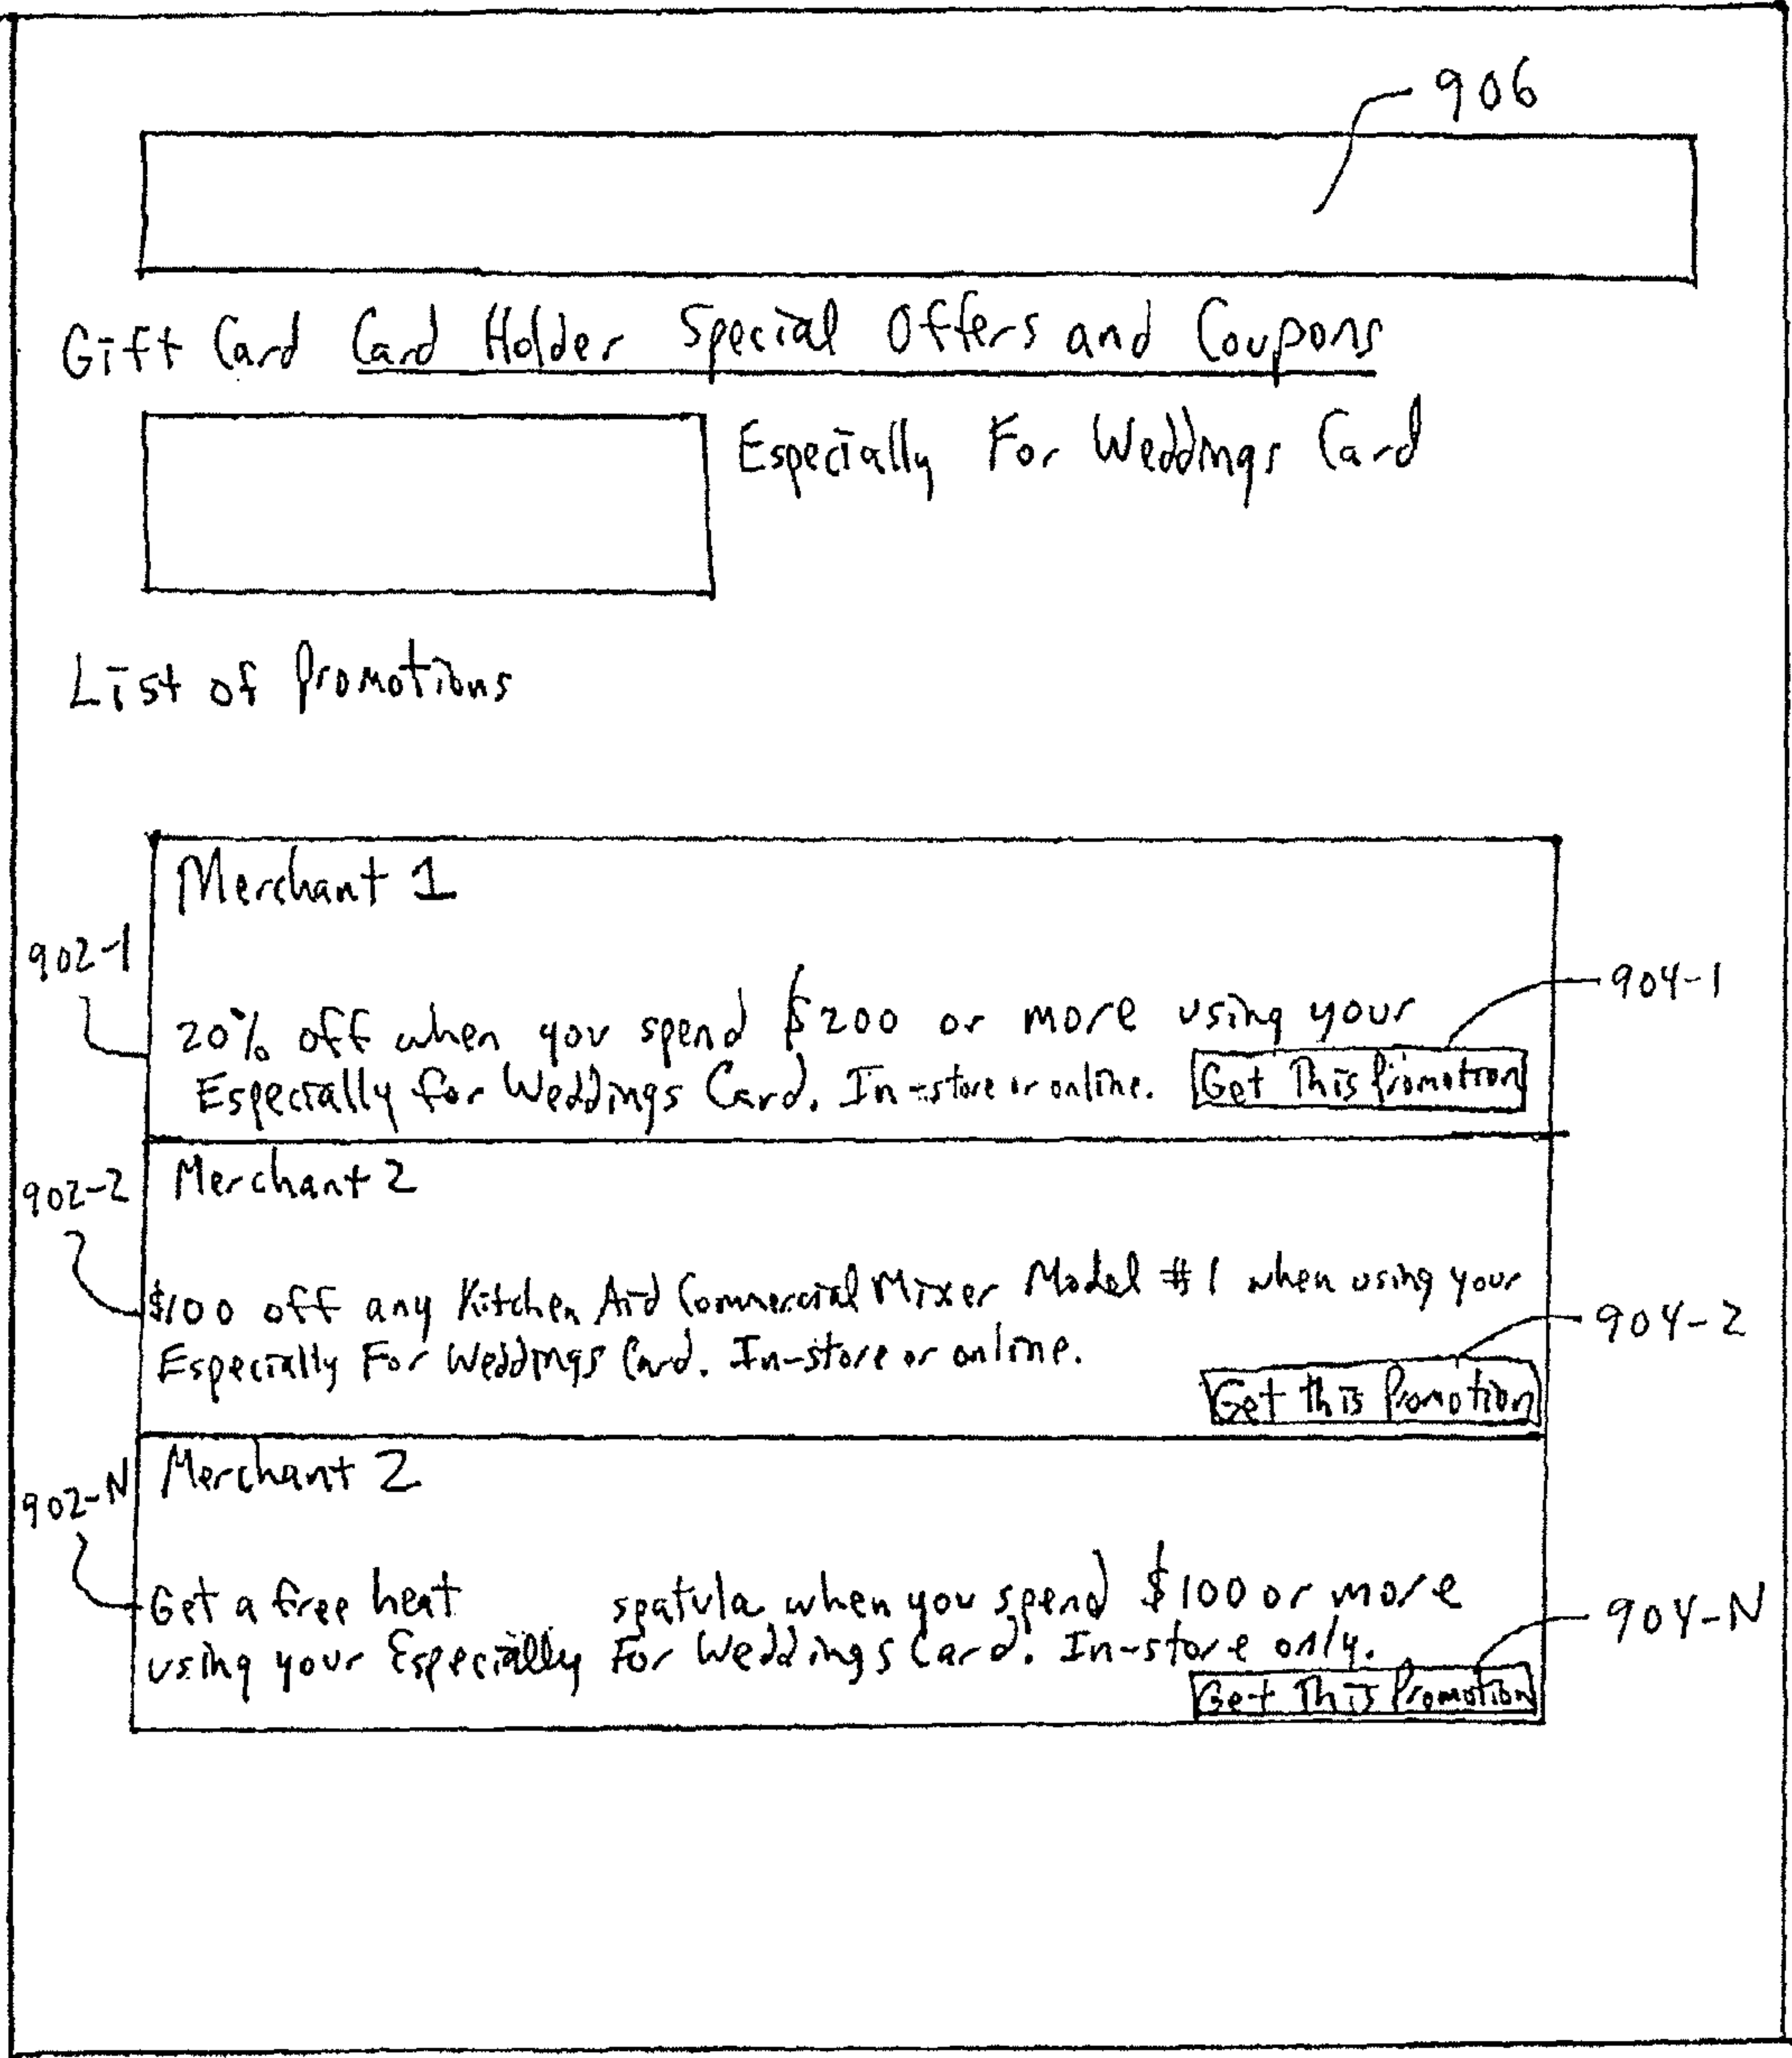 906
Gift Card Card Holder Special Offers and Coupons
Especially For Weddings Card
List of Promotions
Merchant 1
902-1
904-1
20% off when you spend $200 or more using your
Especially for Weddings Card. In-store or online. Get This Promotion
Merchant 2
902-2
$100 off any Kitchen Aid Commercial Mixer Model #1 when using your
904-2
Especially For Weddings Card. In-store or online.
Get this Promotion
Merchant 2
902-N
Get a free heat spatula when you spend $100 or more
904-N
using your Especially For Weddings Card. In-store only.
Get This Promotion